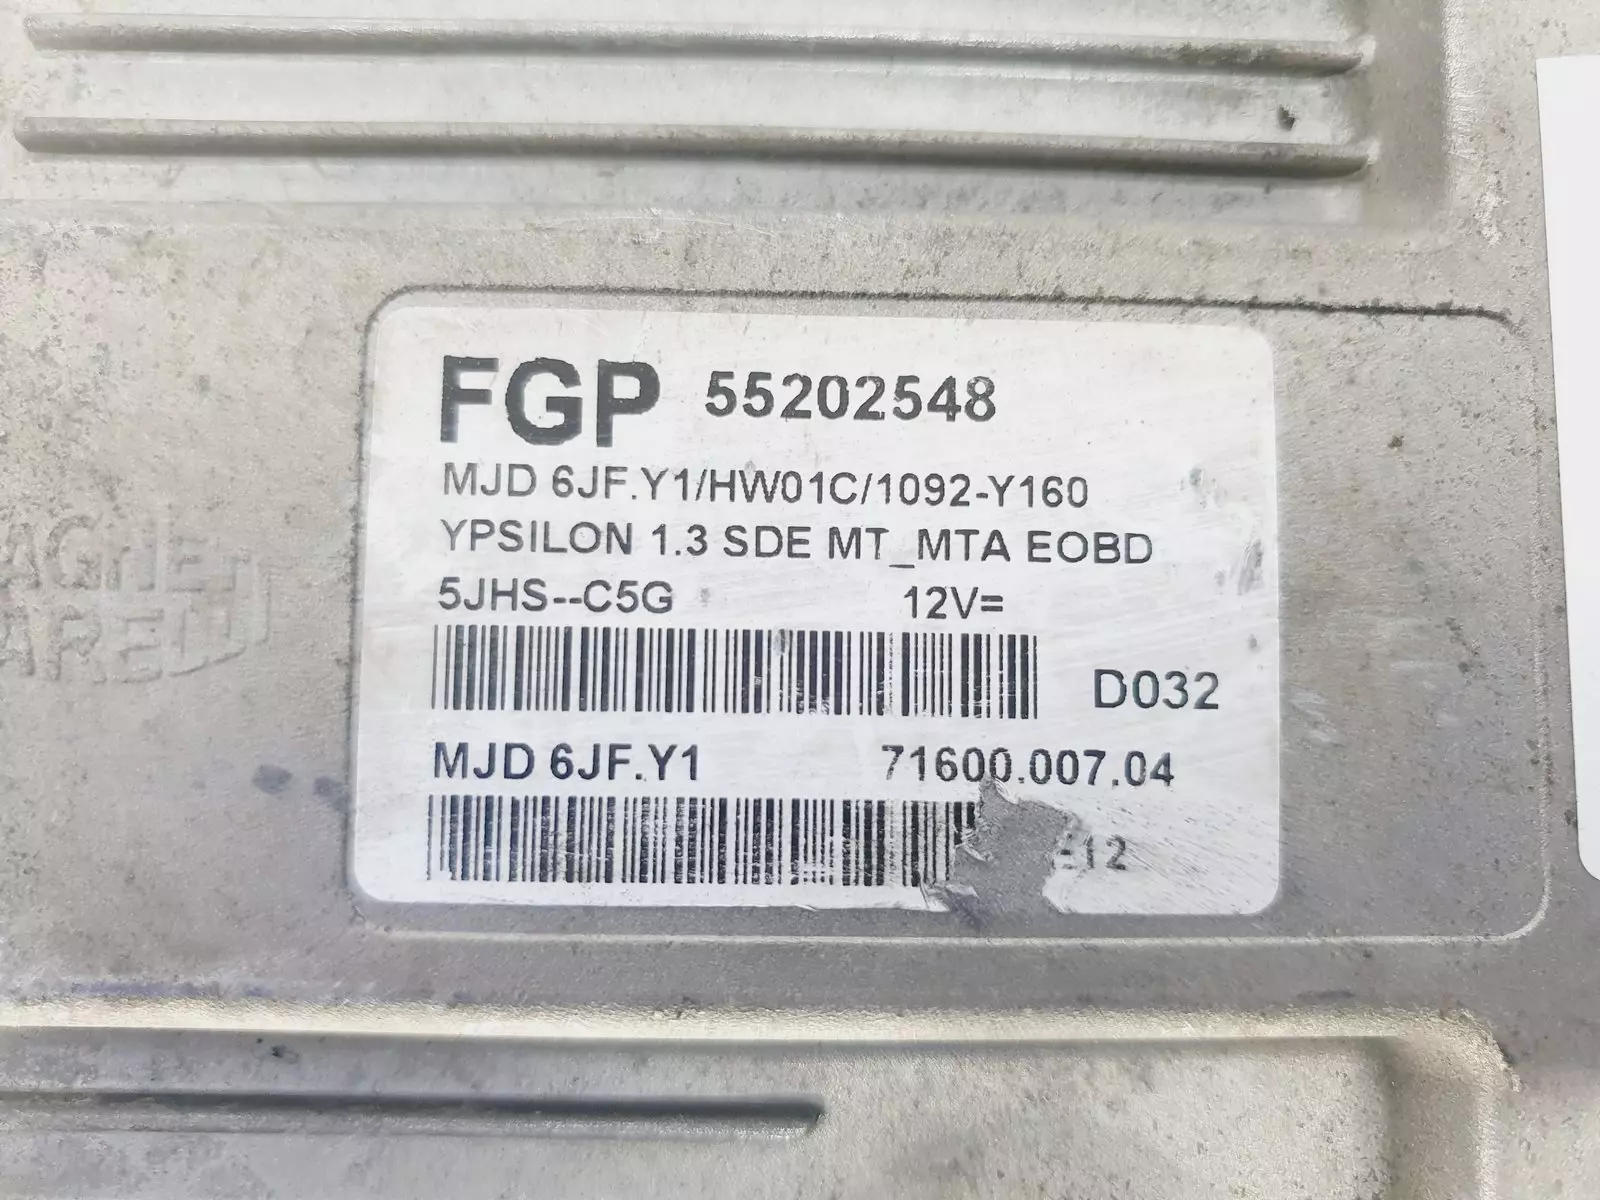 FGP 55202548
MJD 6JF.Y1/HW01C/1092-Y160
YPSILON 1.3 SDE MT_MTA EOBD
5JHS--C5G 12V=
D032
MJD 6JF.Y1 71600.007.04
12